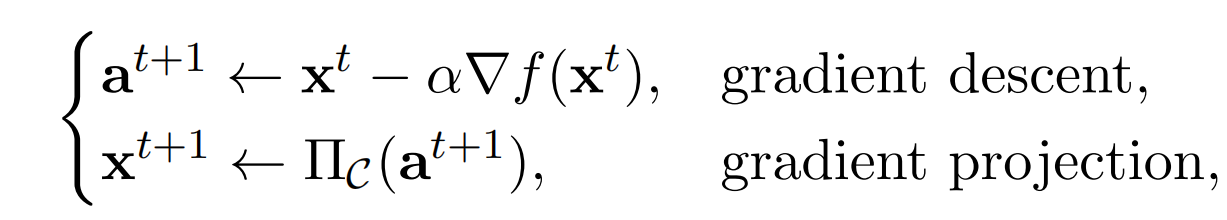 a^{t+1} ← x^t − α∇f(x^t), gradient descent,
x^{t+1} ← Π_𝒞(a^{t+1}), gradient projection,